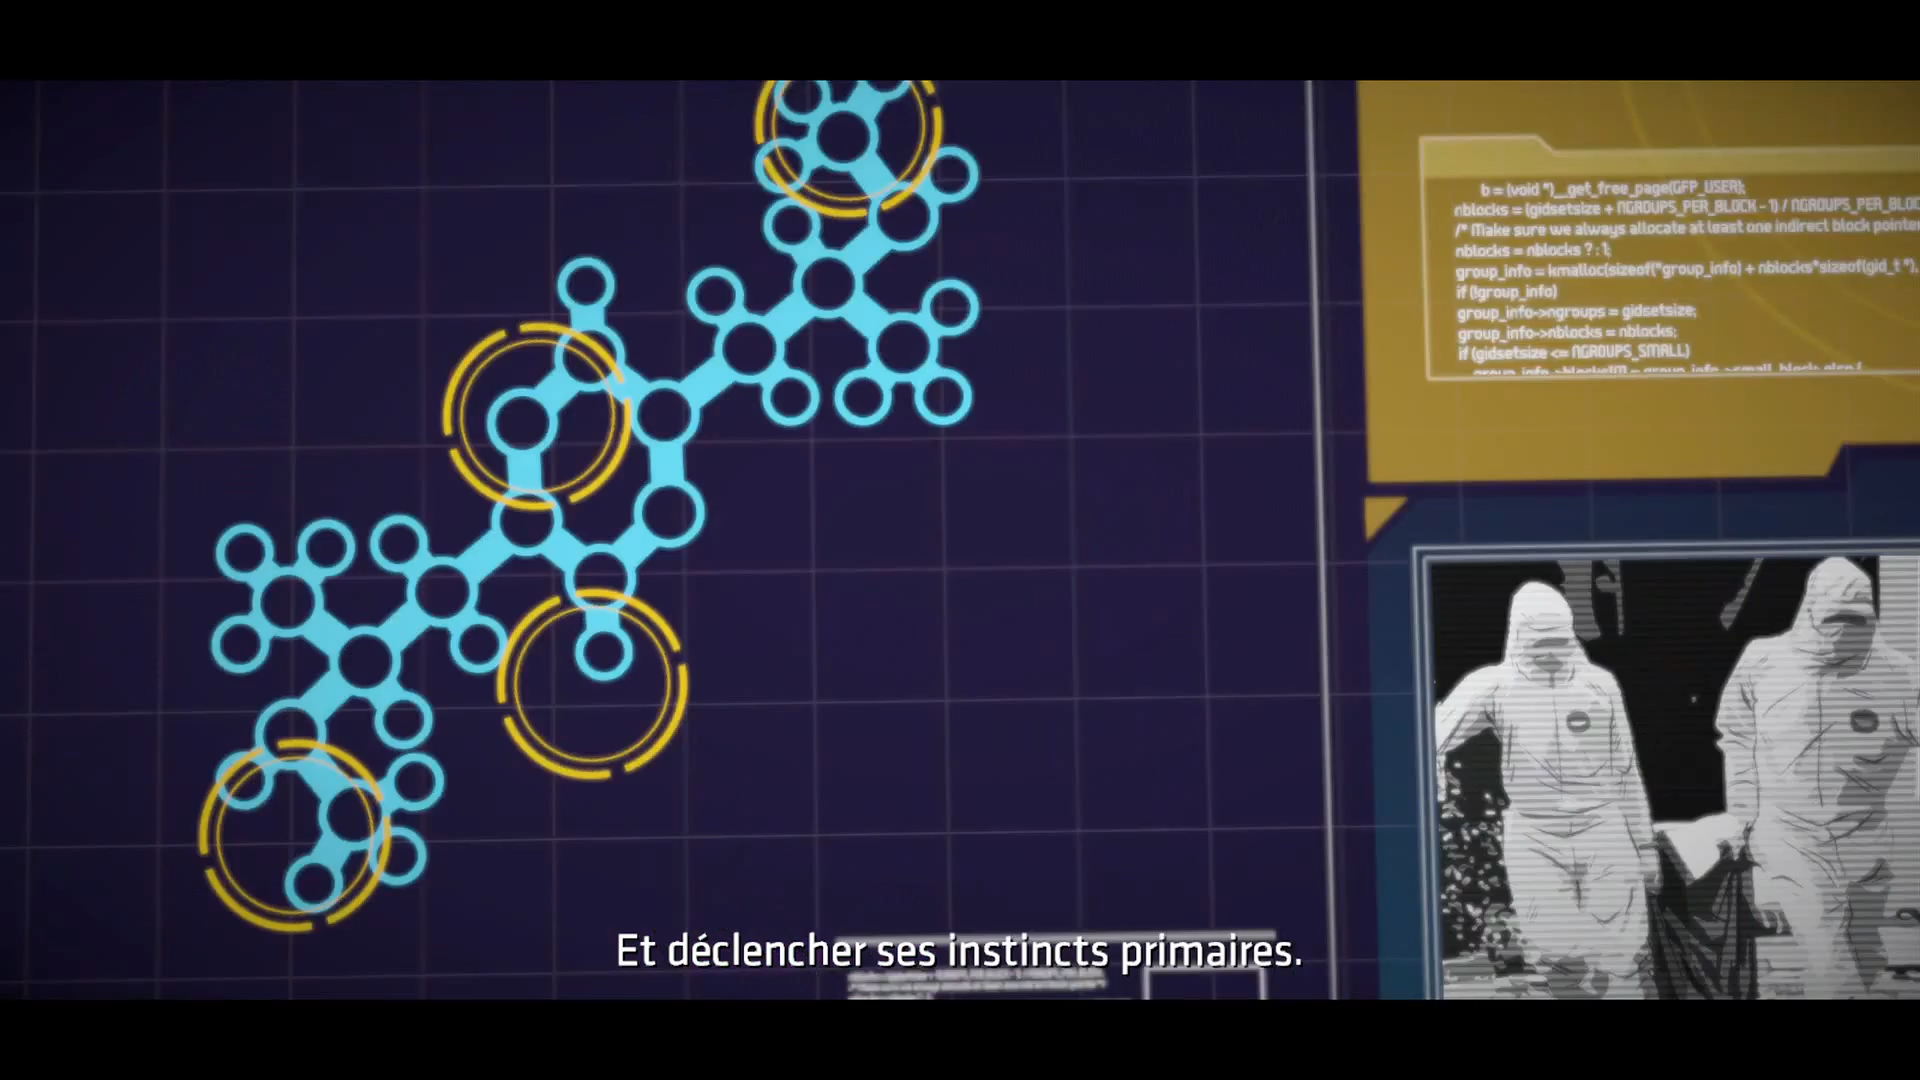 b = (void *)__get_free_page(GFP_USER);
nblocks = (gidsetsize + NGROUPS_PER_BLOCK - 1) / NGROUPS_PER_BLOC
/* Make sure we always allocate at least one indirect block pointer
nblocks = nblocks ? : 1;
group_info = kmalloc(sizeof(*group_info) + nblocks*sizeof(gid_t *),
if (!group_info)
group_info->ngroups = gidsetsize;
group_info->nblocks = nblocks;
if (gidsetsize <= NGROUPS_SMALL)
Et déclencher ses instincts primaires.